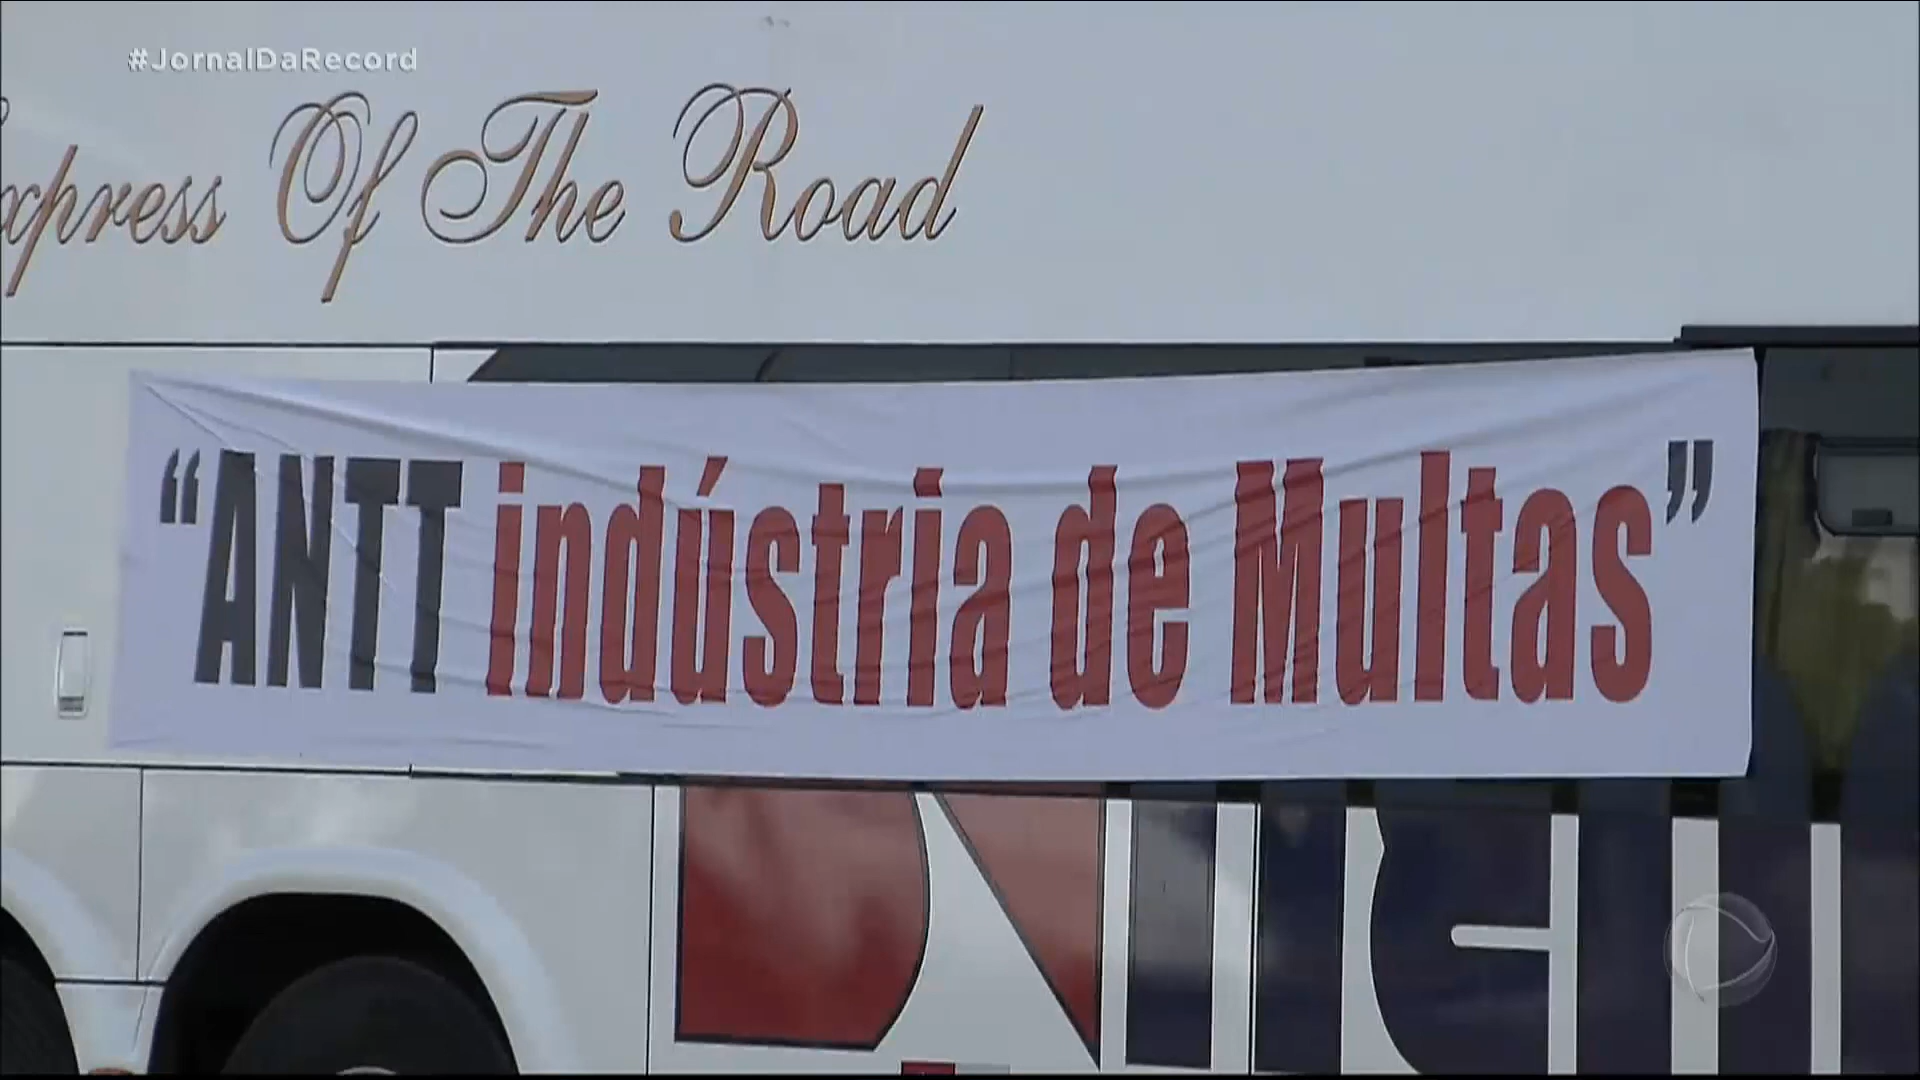 #JornalDaRecord
xpress Of The Road
“ANTT indústria de Multas”